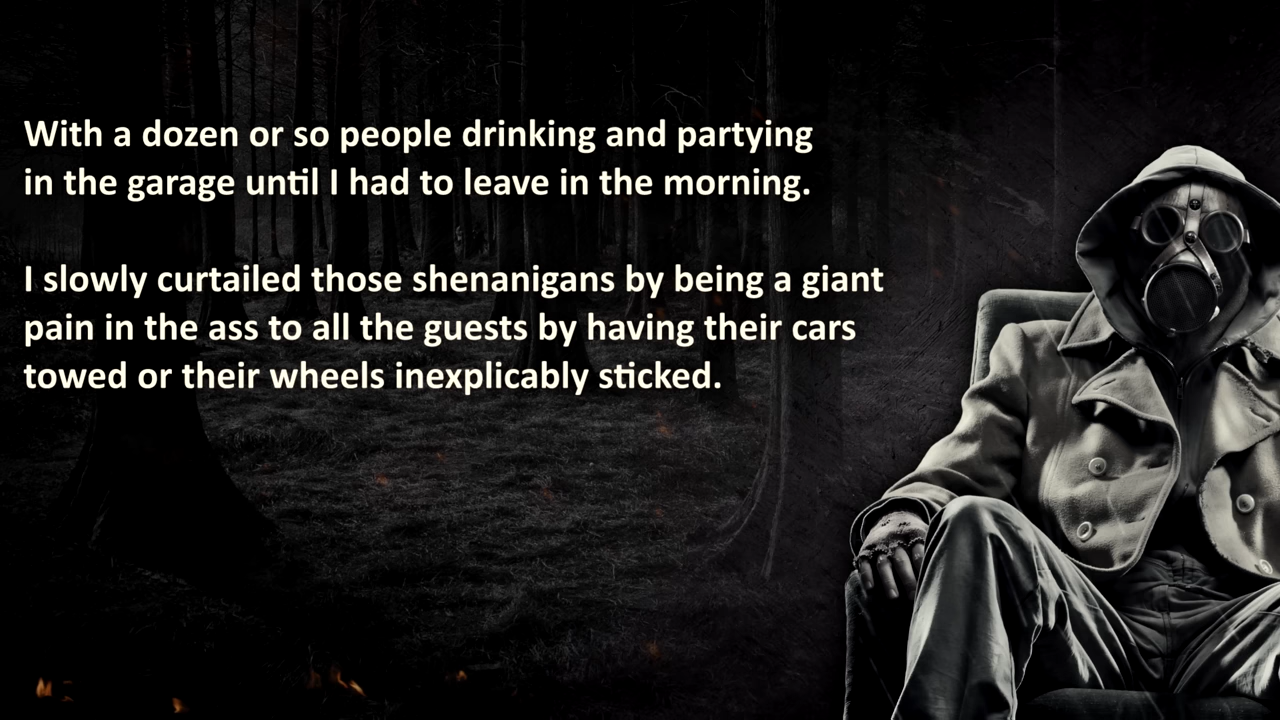 With a dozen or so people drinking and partying
in the garage until I had to leave in the morning.
I slowly curtailed those shenanigans by being a giant
pain in the ass to all the guests by having their cars
towed or their wheels inexplicably sticked.